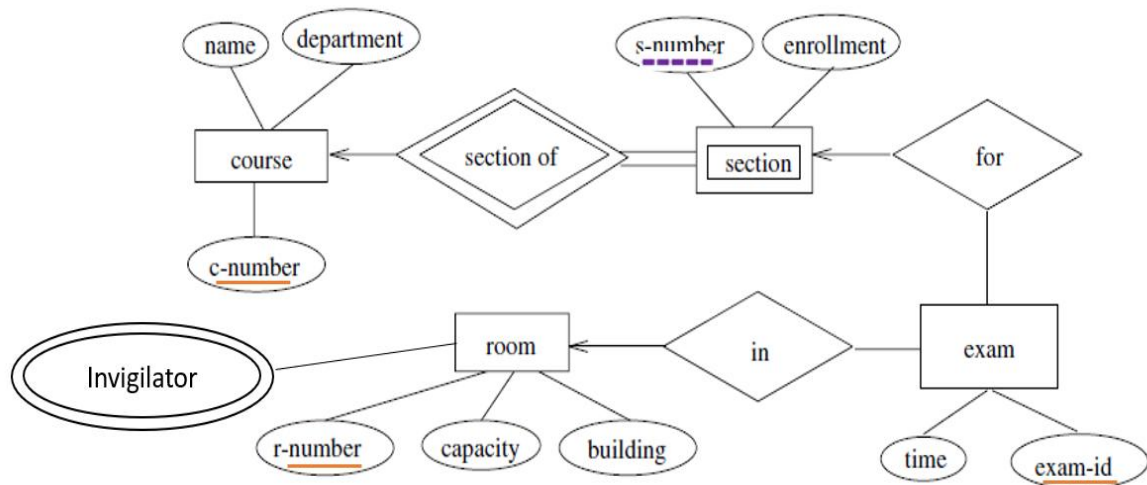 name
department
s-number
enrollment
course
section of
section
for
c-number
Invigilator
room
in
exam
r-number
capacity
building
time
exam-id